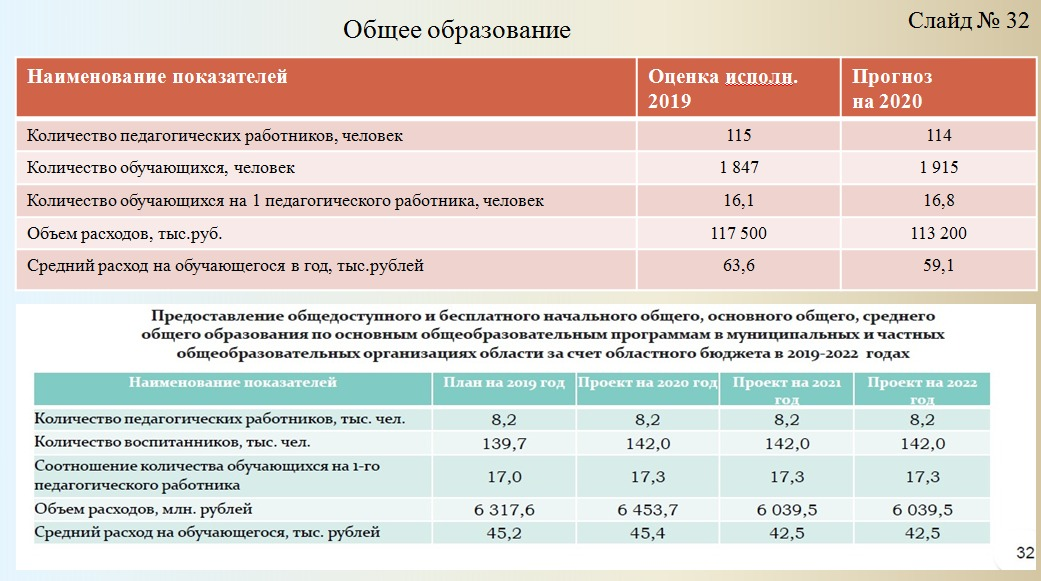 Слайд № 32
Общее образование
Наименование показателей Оценка исполн. 2019 Прогноз на 2020
Количество педагогических работников, человек 115 114
Количество обучающихся, человек 1 847 1 915
Количество обучающихся на 1 педагогического работника, человек 16,1 16,8
Объем расходов, тыс.руб. 117 500 113 200
Средний расход на обучающегося в год, тыс.рублей 63,6 59,1
Предоставление общедоступного и бесплатного начального общего, основного общего, среднего
общего образования по основным общеобразовательным программам в муниципальных и частных
общеобразовательных организациях области за счет областного бюджета в 2019-2022 годах
Наименование показателей План на 2019 год Проект на 2020 год Проект на 2021 год Проект на 2022 год
Количество педагогических работников, тыс. чел. 8,2 8,2 8,2 8,2
Количество воспитанников, тыс. чел. 139,7 142,0 142,0 142,0
Соотношение количества обучающихся на 1-го
педагогического работника 17,0 17,3 17,3 17,3
Объем расходов, млн. рублей 6 317,6 6 453,7 6 039,5 6 039,5
Средний расход на обучающегося, тыс. рублей 45,2 45,4 42,5 42,5
32